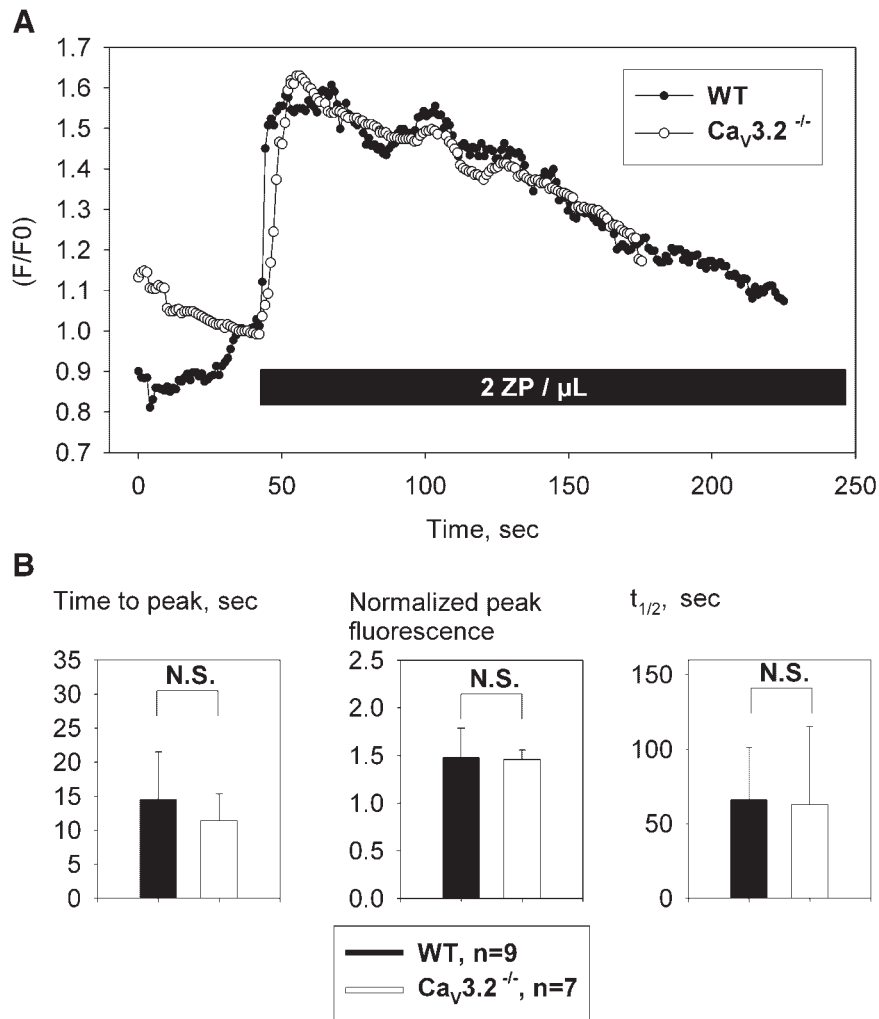 A
1.7
1.6
1.5
1.4
1.3
1.2
1.1
1.0
0.9
0.8
0.7
(F/F0)
WT
CaV3.2 -/-
2 ZP / µL
0 50 100 150 200 250
Time, sec
B
Time to peak, sec
35
30
25
20
15
10
5
0
N.S.
Normalized peak
fluorescence
2.5
2.0
1.5
1.0
0.5
0.0
N.S.
t1/2, sec
150
100
50
0
N.S.
WT, n=9
CaV3.2 -/-, n=7